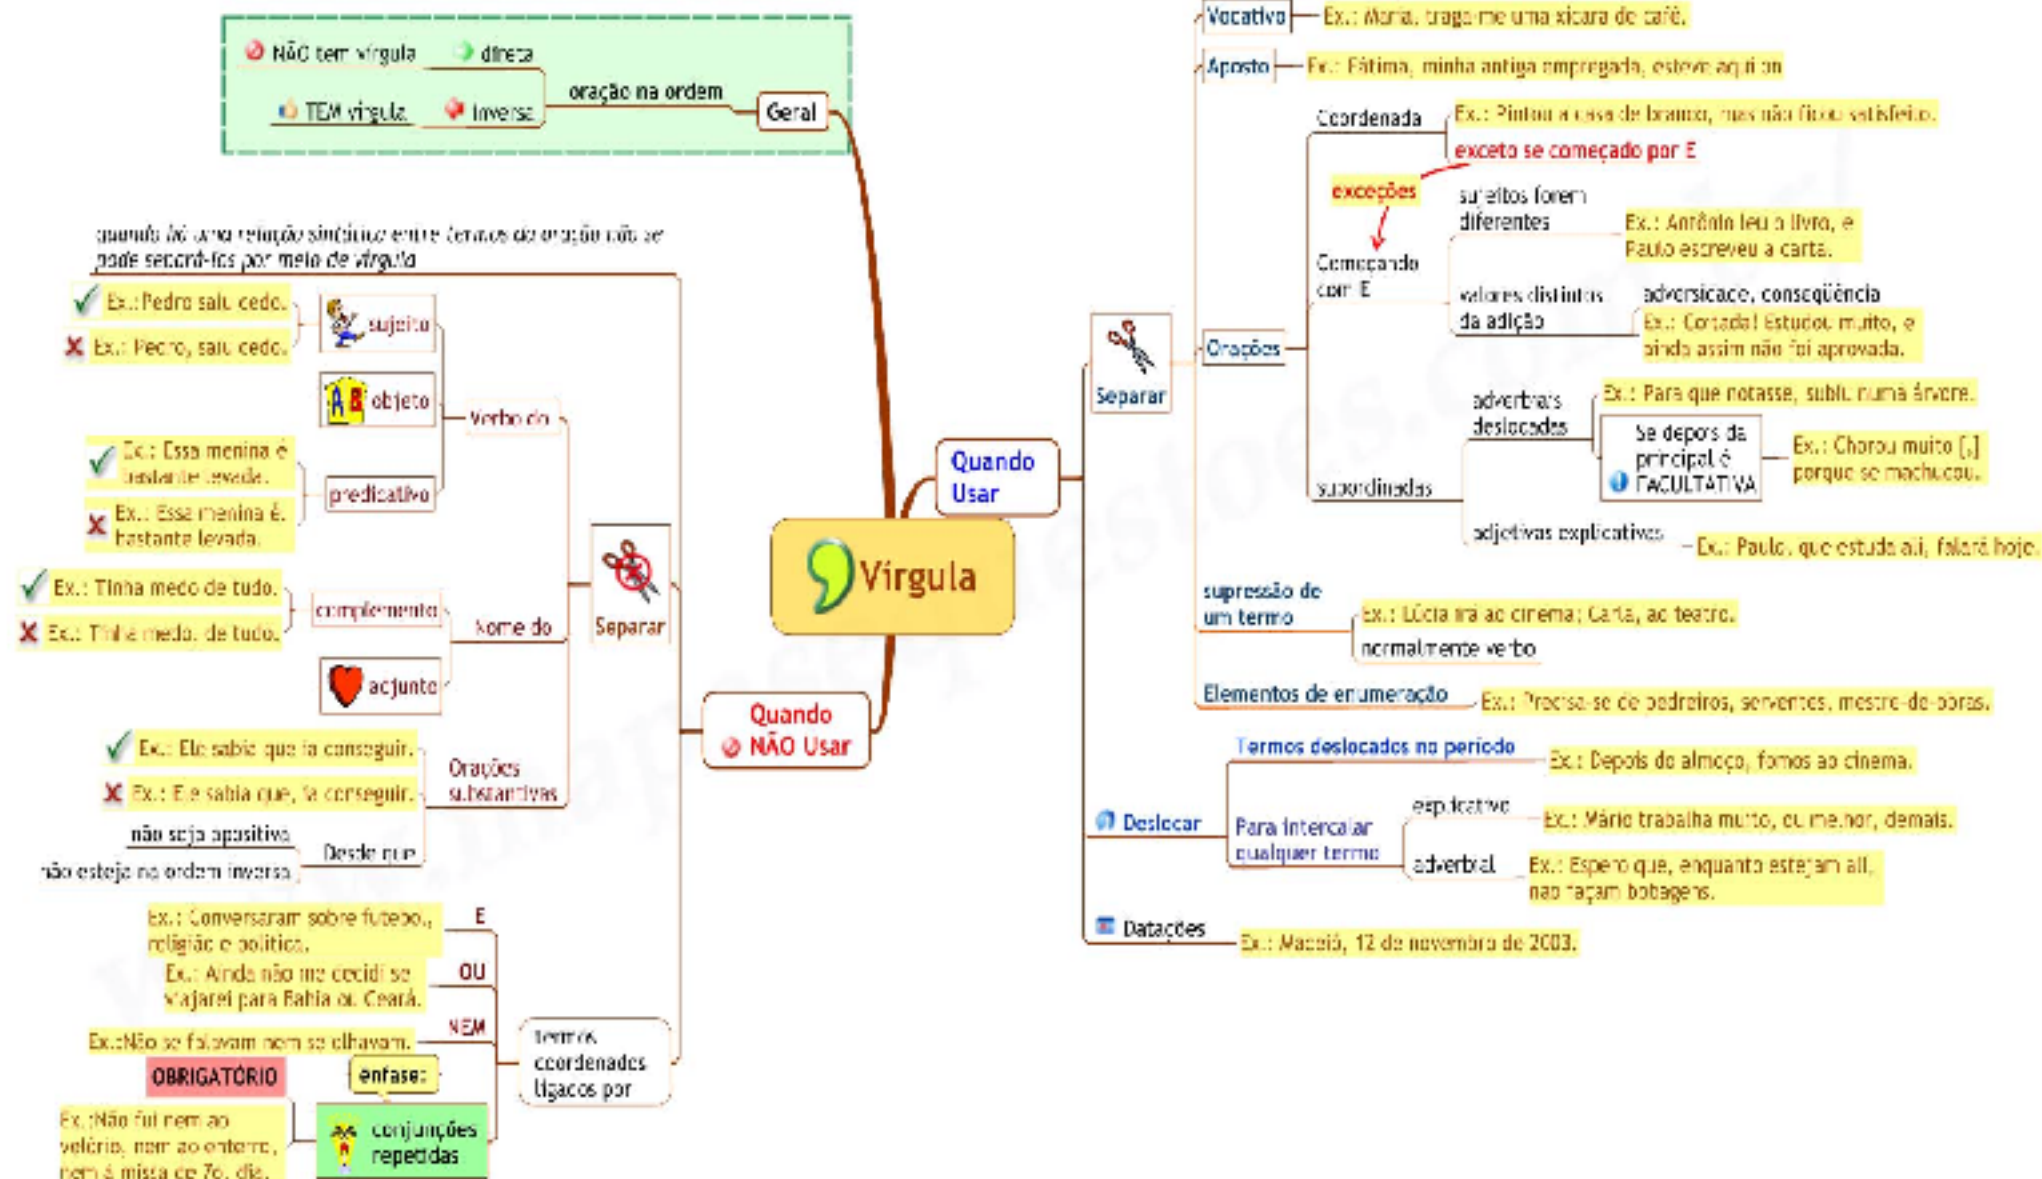 NÃO tem vírgula
direta
TEM vírgula
inversa
oração na ordem
Geral
quando há uma relação sintática entre termos da oração não se
pode separá-los por meio de vírgula
Ex.:Pedro saiu cedo.
Ex.: Pedro, saiu cedo.
sujeito
objeto
Verbo do
Ex.: Essa menina é
bastante levada.
Ex.: Essa menina é,
bastante levada.
predicativo
Separar
Ex.: Tinha medo de tudo.
Ex.: Tinha medo, de tudo.
complemento
Nome do
adjunto
Ex.: Ele sabia que ia conseguir.
Ex.: Ele sabia que, ia conseguir.
Orações
substantivas
não seja apositiva
não esteja na ordem inversa
Desde que
Quando
NÃO Usar
Ex.: Conversaram sobre futebol,
religião e política.
E
Ex.: Ainda não me decidi se
viajarei para Bahia ou Ceará.
OU
Ex.:Não se falavam nem se olhavam.
NEM
termos
coordenados
ligados por
OBRIGATÓRIO
ênfase:
Ex.:Não fui nem ao
velório, nem ao enterro,
nem à missa de 7o. dia.
conjunções
repetidas
Vírgula
Quando
Usar
Separar
Vocativo
Ex.: Maria, traga-me uma xícara de café.
Aposto
Ex.: Fátima, minha antiga empregada, esteve aqui on
Orações
Coordenada
Ex.: Pintou a casa de branco, mas não ficou satisfeito.
exceto se começado por E
exceções
Começando
com E
sujeitos forem
diferentes
Ex.: Antônio leu o livro, e
Paulo escreveu a carta.
valores distintos
da adição
adversidade, conseqüência
Ex.: Coitada! Estudou muito, e
ainda assim não foi aprovada.
subordinadas
adverbiais
deslocadas
Ex.: Para que notasse, subiu numa árvore.
Se depois da
principal é
FACULTATIVA
Ex.: Chorou muito [,]
porque se machucou.
adjetivas explicativas
Ex.: Paulo, que estuda ali, falará hoje.
supressão de
um termo
Ex.: Lúcia irá ao cinema; Carla, ao teatro.
normalmente verbo
Elementos de enumeração
Ex.: Precisa-se de pedreiros, serventes, mestre-de-obras.
Deslocar
Termos deslocados no período
Ex.: Depois do almoço, fomos ao cinema.
Para intercalar
qualquer termo
explicativo
Ex.: Mário trabalha muito, ou melhor, demais.
adverbial
Ex.: Espero que, enquanto estejam ali,
não façam bobagens.
Datações
Ex.: Maceió, 12 de novembro de 2003.